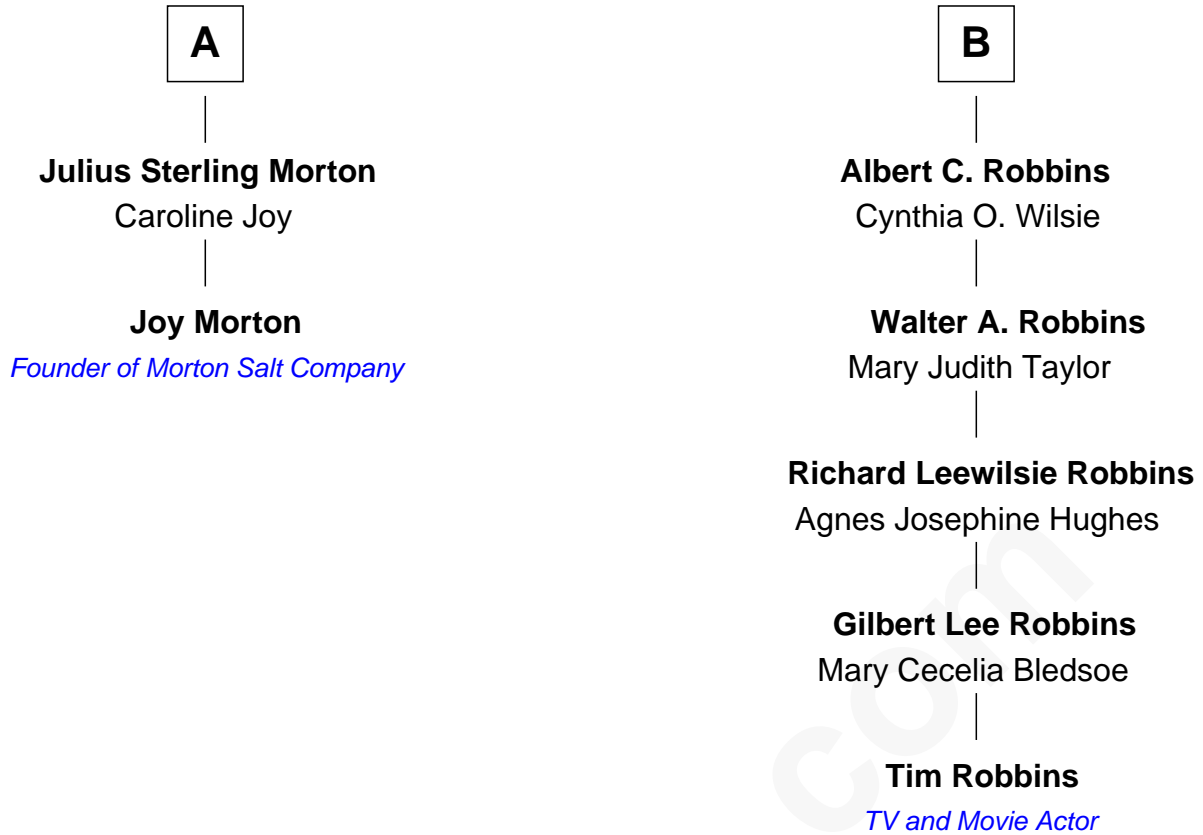 A
Julius Sterling Morton
Caroline Joy
Joy Morton
Founder of Morton Salt Company
B
Albert C. Robbins
Cynthia O. Wilsie
Walter A. Robbins
Mary Judith Taylor
Richard Leewilsie Robbins
Agnes Josephine Hughes
Gilbert Lee Robbins
Mary Cecelia Bledsoe
Tim Robbins
TV and Movie Actor
com